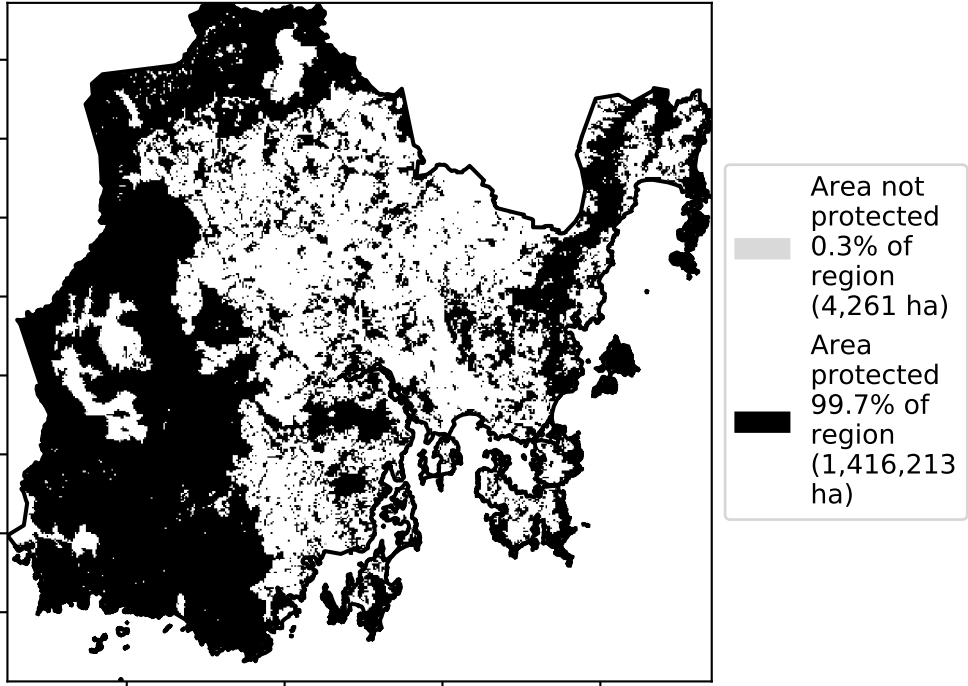 Area not
protected
0.3% of
region
(4,261 ha)
Area
protected
99.7% of
region
(1,416,213
ha)